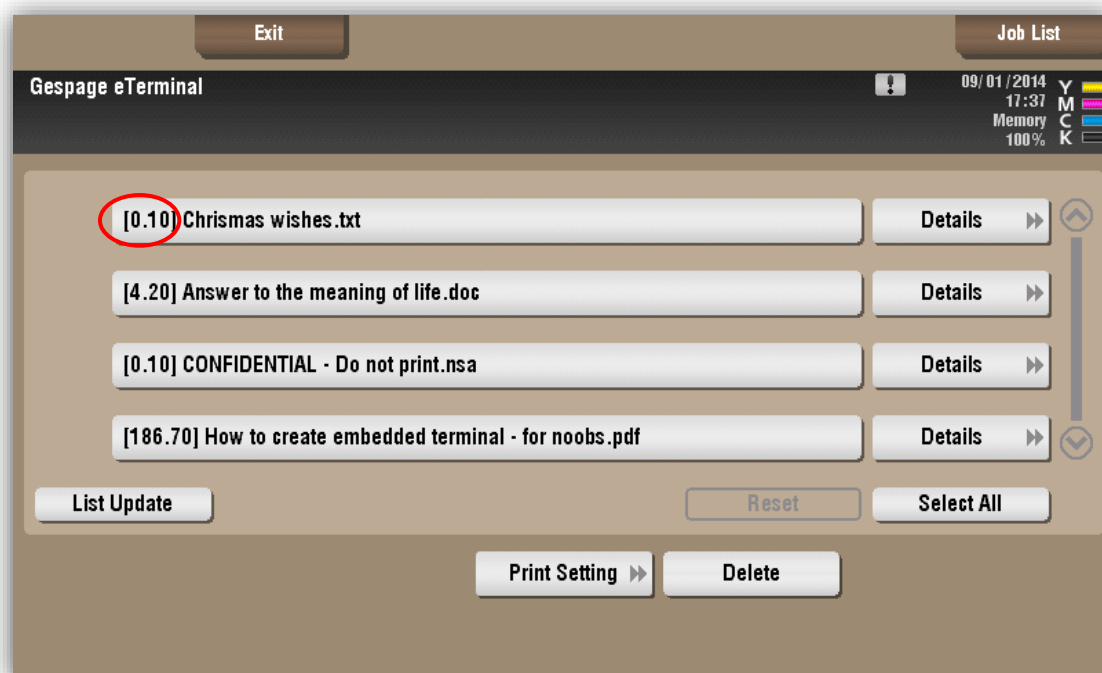 Exit
Job List
Gespage eTerminal
!
09/01/2014
17:37
Memory
100%
Y
M
C
K
[0.10] Chrismas wishes.txt
Details
[4.20] Answer to the meaning of life.doc
Details
[0.10] CONFIDENTIAL - Do not print.nsa
Details
[186.70] How to create embedded terminal - for noobs.pdf
Details
List Update
Reset
Select All
Print Setting
Delete